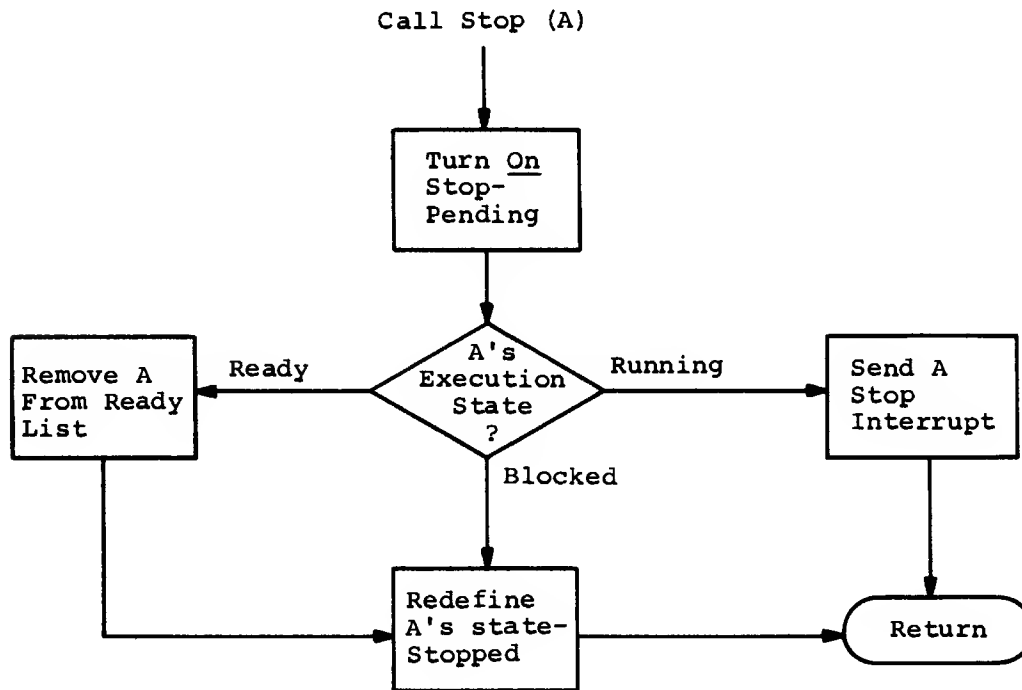 Call Stop (A)
Turn On
Stop-
Pending
A's
Execution
State
?
Ready
Running
Blocked
Remove A
From Ready
List
Send A
Stop
Interrupt
Redefine
A's state-
Stopped
Return